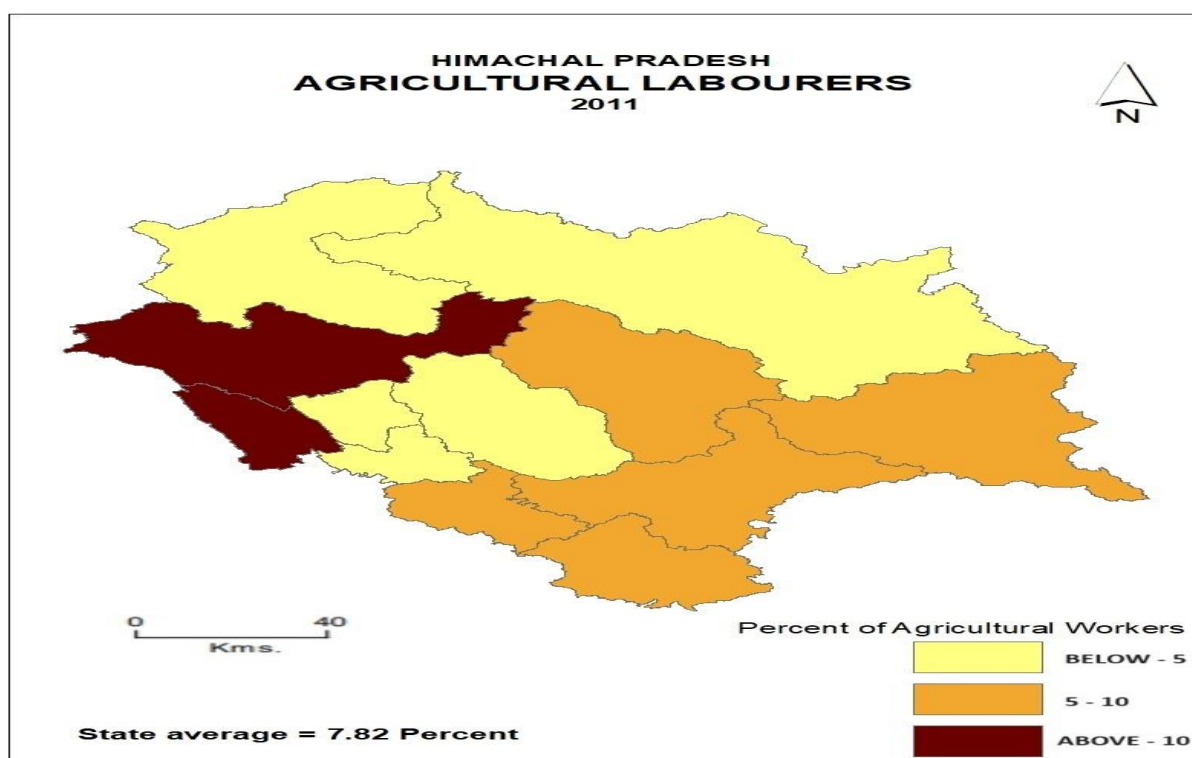 HIMACHAL PRADESH
AGRICULTURAL LABOURERS
2011
N
0 40
Kms.
Percent of Agricultural Workers
BELOW - 5
5 - 10
ABOVE - 10
State average = 7.82 Percent